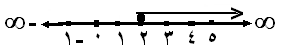 ∞- ١- ٠ ١ ٢ ٣ ٤ ٥ ∞